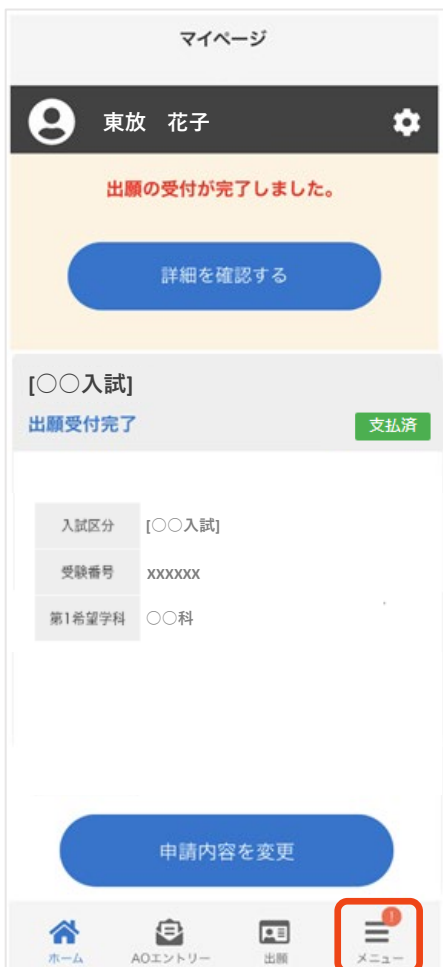 マイページ
東放 花子
出願の受付が完了しました。
詳細を確認する
[○○入試]
出願受付完了 支払済
入試区分 [○○入試]
受験番号 xxxxxx
第1希望学科 ○○科
申請内容を変更
!
ホーム AOエントリー 出願 メニュー